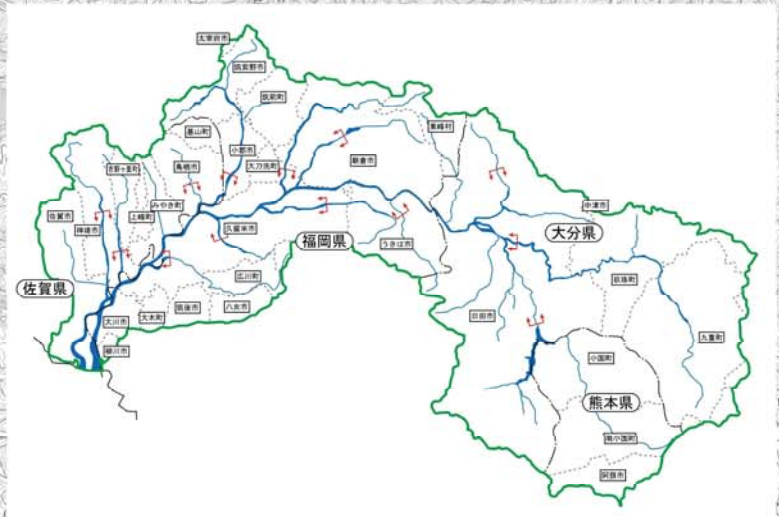 太宰府市
筑紫野市
筑前町
基山町
東峰村
小郡市
朝倉市
鳥栖市
大刀洗町
吉野ヶ里町
みやき町
上峰町
佐賀市
神埼市
中津市
久留米市
大分県
福岡県
うきは市
広川町
玖珠町
佐賀県
八女市
筑後市
大木町
大川市
日田市
九重町
柳川市
小国町
熊本県
南小国町
阿蘇市